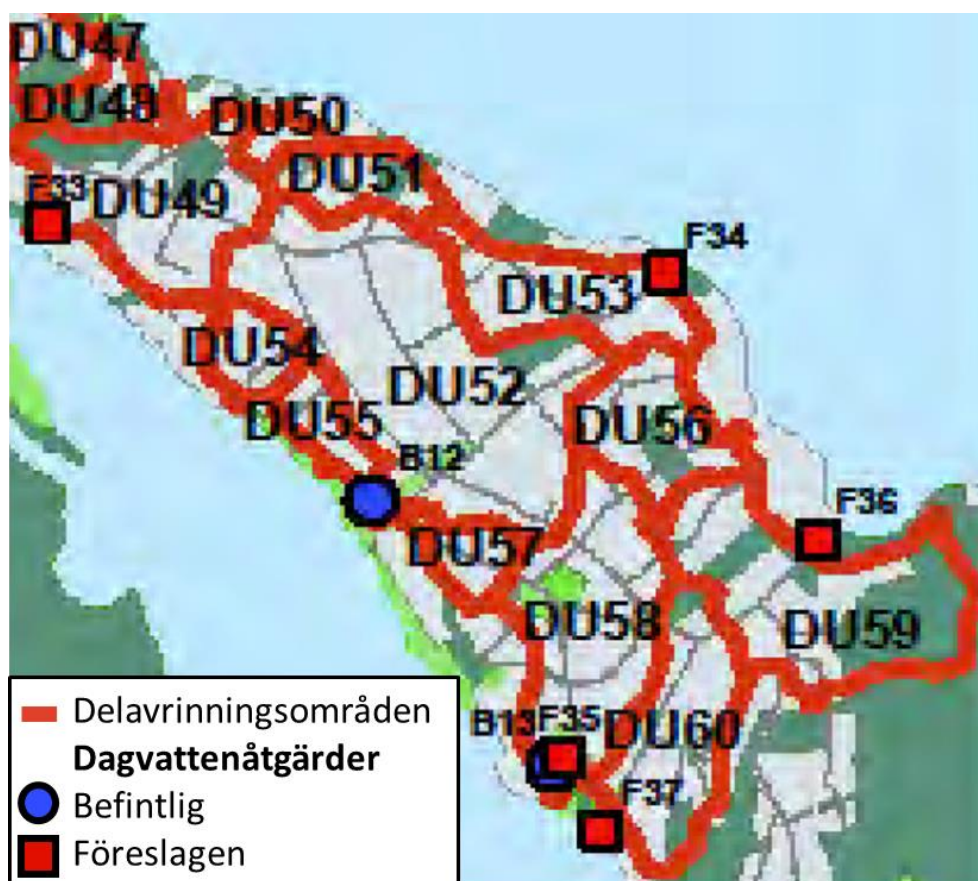 DU47
DU48
DU50
DU51
F33
DU49
F34
DU53
DU54
DU52
DU55
DU56
B12
F36
DU57
DU58
DU59
B13
F35
DU60
F37
Delavrinningsområden
Dagvattenåtgärder
Befintlig
Föreslagen